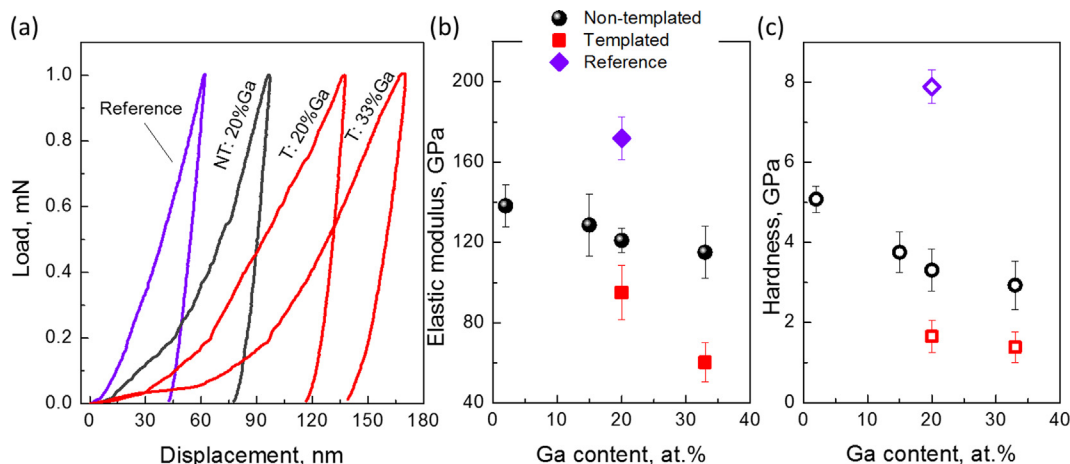 (a)
Reference
NT: 20%Ga
T: 20%Ga
T: 33%Ga
1.0
0.8
0.6
0.4
0.2
0.0
Load, mN
0 30 60 90 120 150 180
Displacement, nm
Non-templated
Templated
Reference
(b)
200
160
120
80
40
Elastic modulus, GPa
0 10 20 30 40
Ga content, at.%
(c)
8
6
4
2
0
Hardness, GPa
0 10 20 30 40
Ga content, at.%